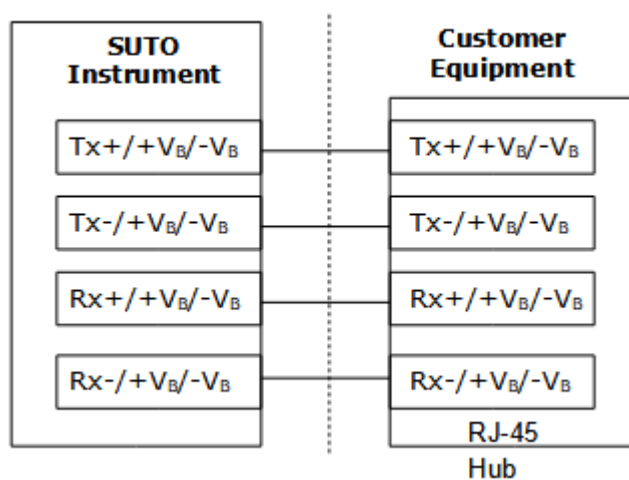 SUTO
Instrument
Customer
Equipment
Tx+/+VB/-VB
Tx+/+VB/-VB
Tx-/+VB/-VB
Tx-/+VB/-VB
Rx+/+VB/-VB
Rx+/+VB/-VB
Rx-/+VB/-VB
Rx-/+VB/-VB
RJ-45
Hub